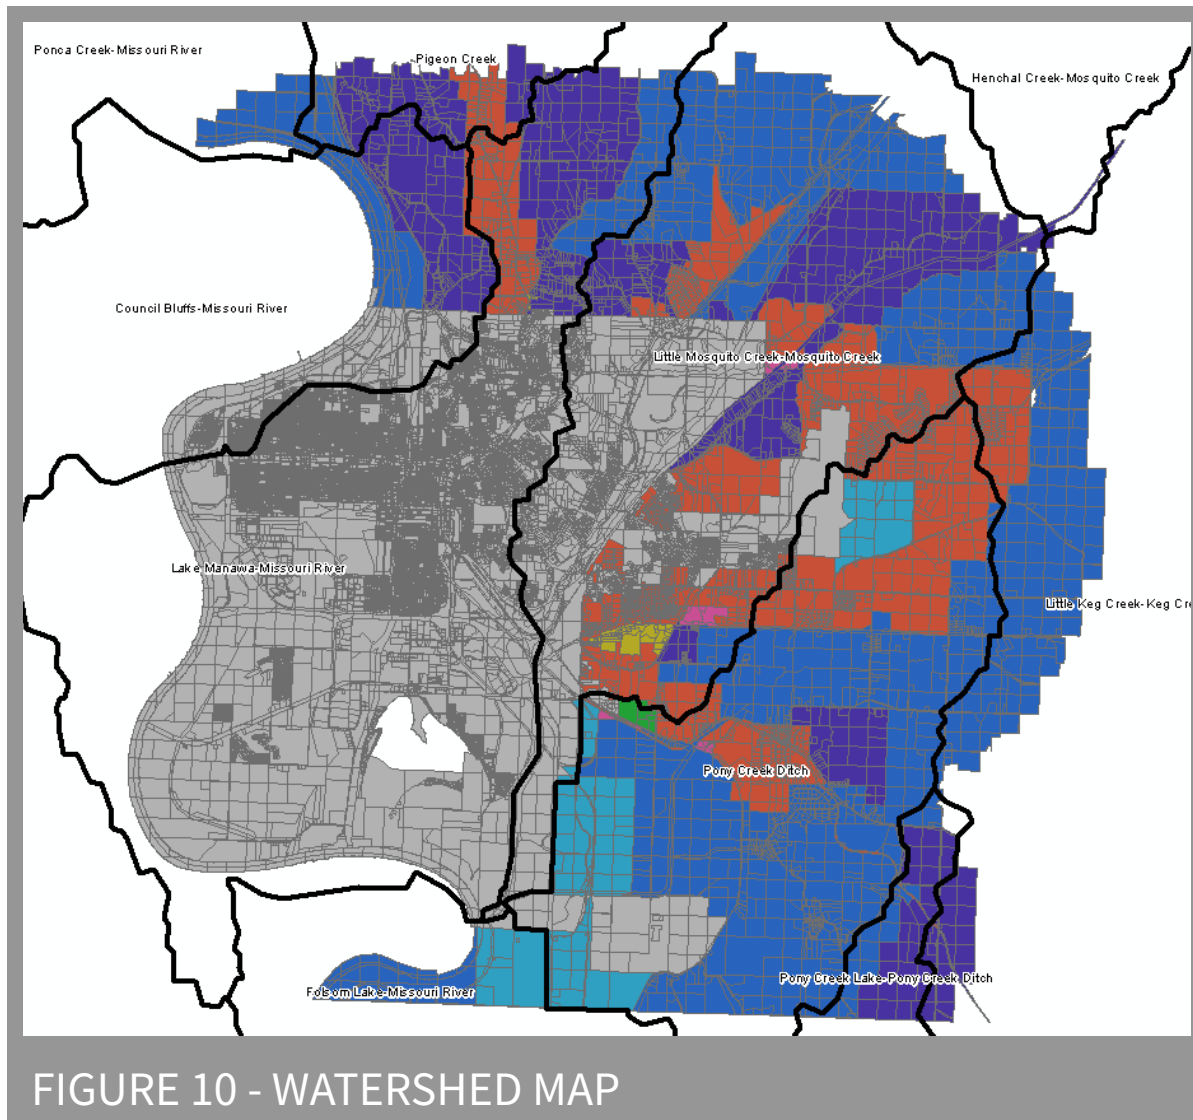 Ponca Creek-Missouri River
Pigeon Creek
Henchal Creek-Mosquito Creek
Council Bluffs-Missouri River
Little Mosquito Creek-Mosquito Creek
Lake Manawa-Missouri River
Little Keg Creek-Keg Cre
Pony Creek Ditch
Pony Creek Lake-Pony Creek Ditch
Folsom Lake-Missouri River
FIGURE 10 - WATERSHED MAP